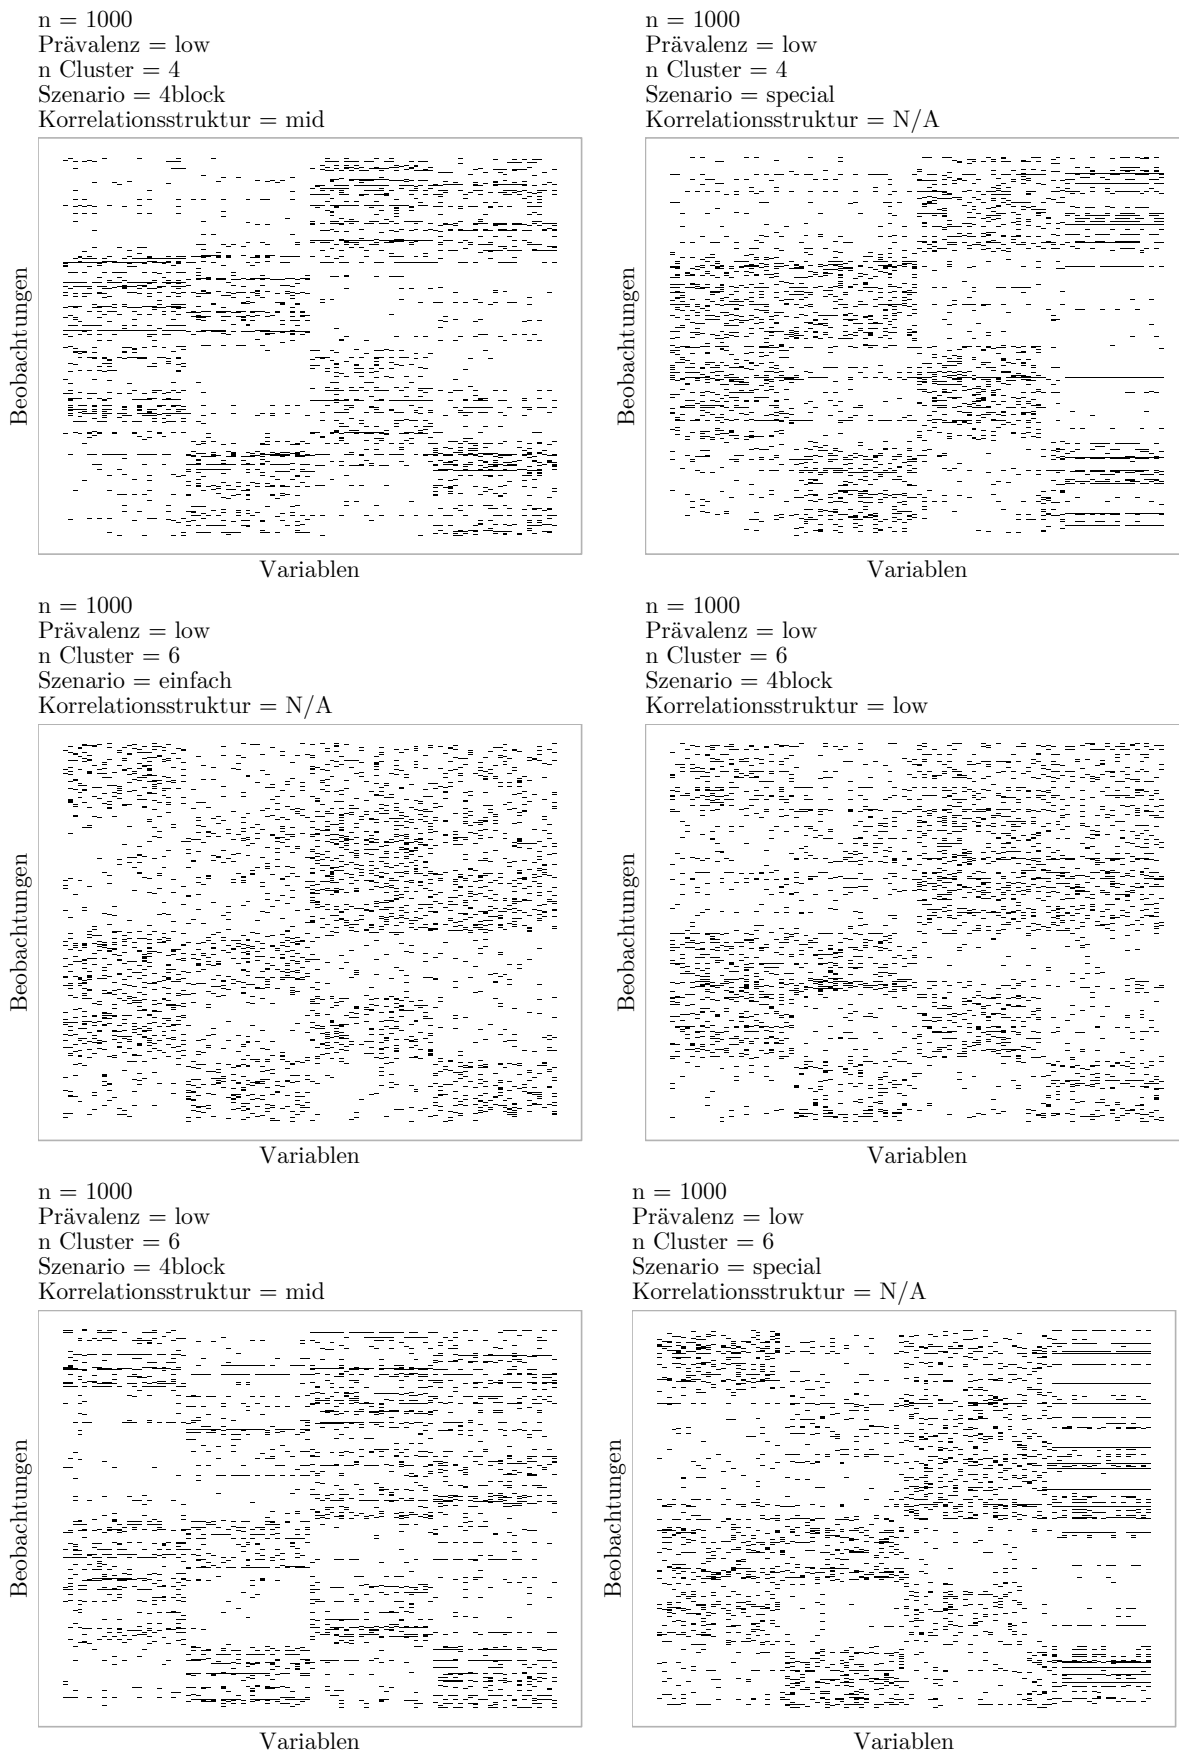 n = 1000
Prävalenz = low
n Cluster = 4
Szenario = 4block
Korrelationsstruktur = mid
Beobachtungen
Variablen
n = 1000
Prävalenz = low
n Cluster = 4
Szenario = special
Korrelationsstruktur = N/A
Beobachtungen
Variablen
n = 1000
Prävalenz = low
n Cluster = 6
Szenario = einfach
Korrelationsstruktur = N/A
Beobachtungen
Variablen
n = 1000
Prävalenz = low
n Cluster = 6
Szenario = 4block
Korrelationsstruktur = low
Beobachtungen
Variablen
n = 1000
Prävalenz = low
n Cluster = 6
Szenario = 4block
Korrelationsstruktur = mid
Beobachtungen
Variablen
n = 1000
Prävalenz = low
n Cluster = 6
Szenario = special
Korrelationsstruktur = N/A
Beobachtungen
Variablen